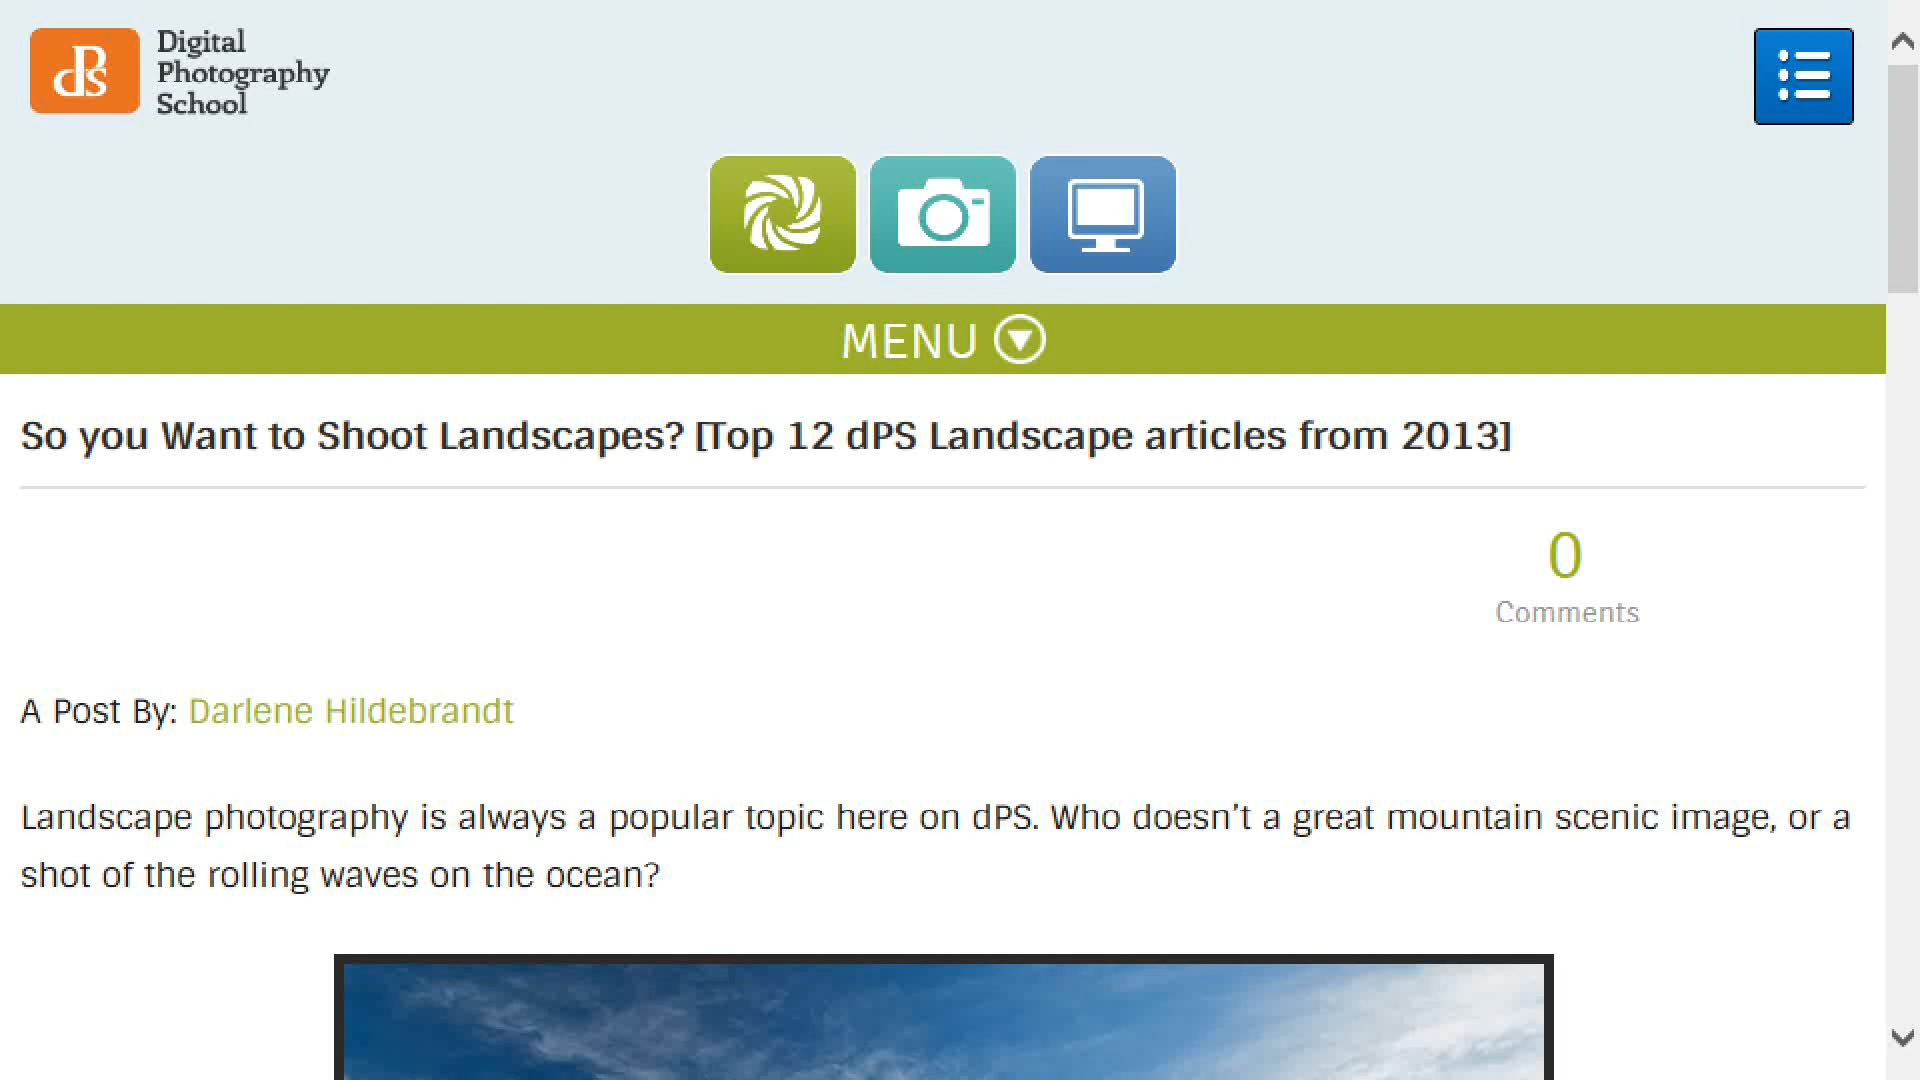 dPs
Digital
Photography
School
MENU
So you Want to Shoot Landscapes? [Top 12 dPS Landscape articles from 2013]
0
Comments
A Post By: Darlene Hildebrandt
Landscape photography is always a popular topic here on dPS. Who doesn’t a great mountain scenic image, or a
shot of the rolling waves on the ocean?